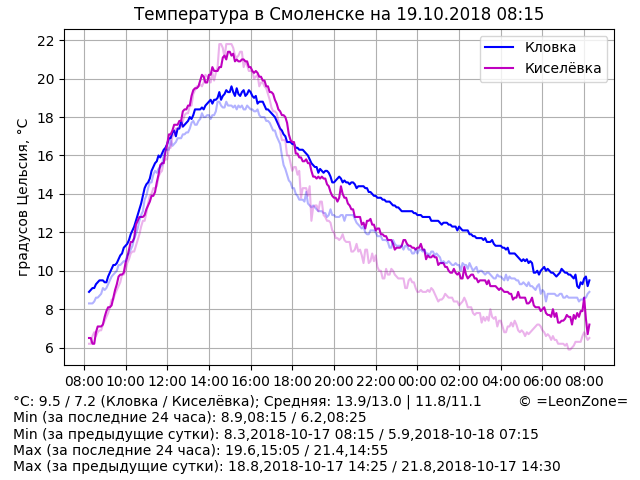 Температура в Смоленске на 19.10.2018 08:15
градусов Цельсия, °C
22
20
18
16
14
12
10
8
6
Кловка
Киселёвка
08:00 10:00 12:00 14:00 16:00 18:00 20:00 22:00 00:00 02:00 04:00 06:00 08:00
°C: 9.5 / 7.2 (Кловка / Киселёвка); Средняя: 13.9/13.0 | 11.8/11.1 © =LeonZone=
Min (за последние 24 часа): 8.9,08:15 / 6.2,08:25
Min (за предыдущие сутки): 8.3,2018-10-17 08:15 / 5.9,2018-10-18 07:15
Max (за последние 24 часа): 19.6,15:05 / 21.4,14:55
Max (за предыдущие сутки): 18.8,2018-10-17 14:25 / 21.8,2018-10-17 14:30